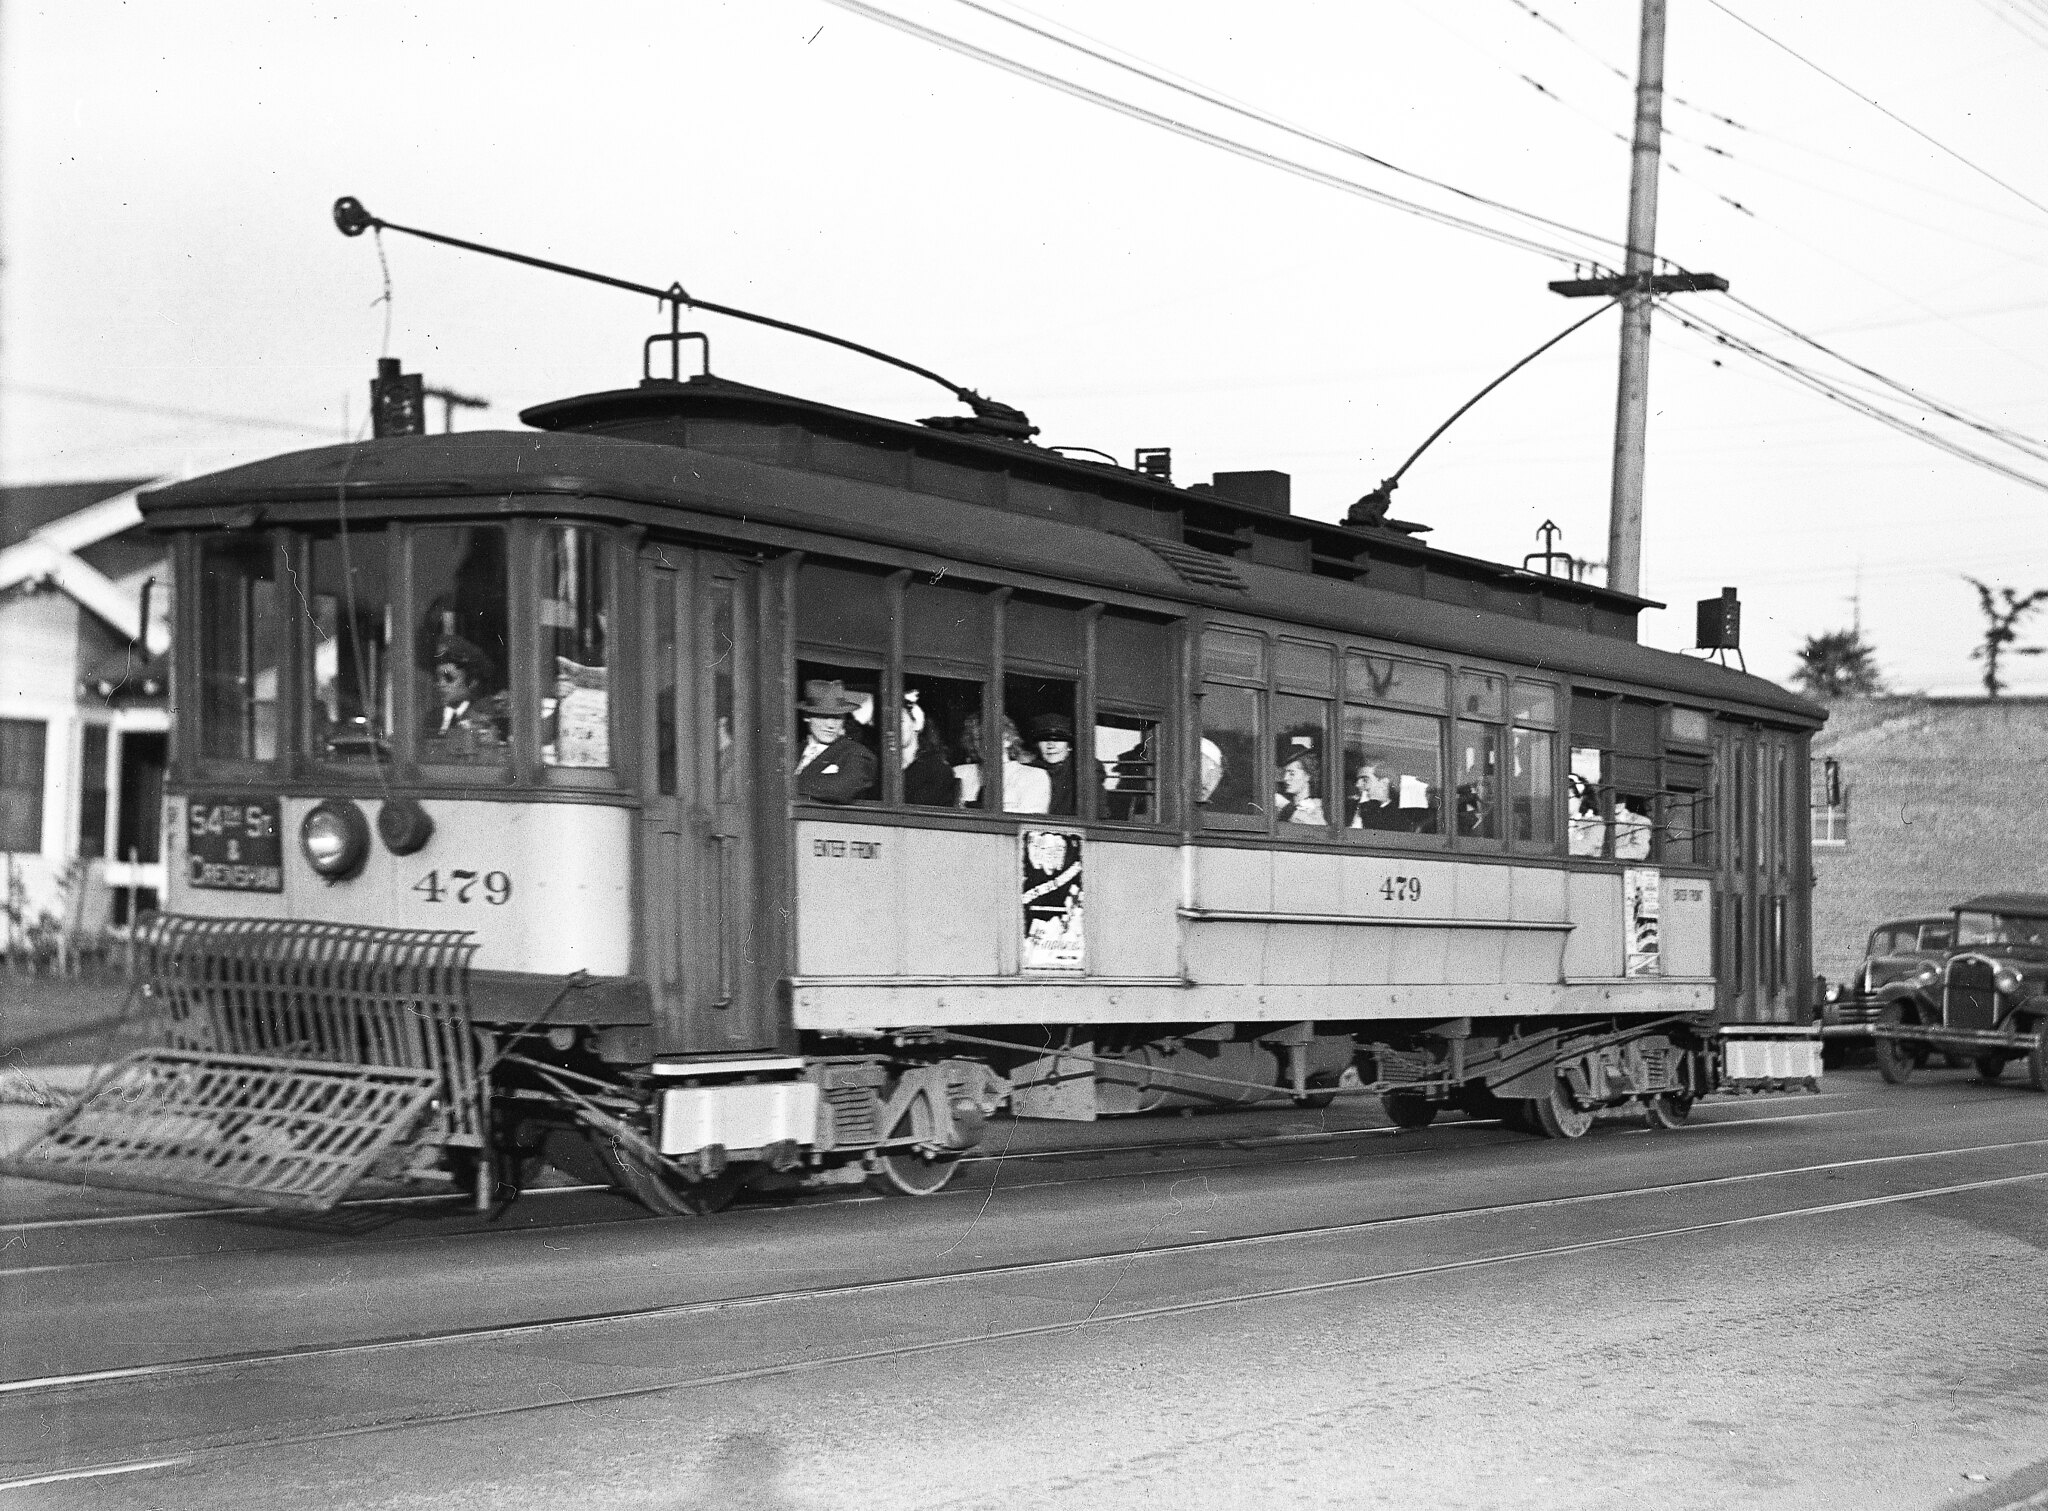 54TH ST.
&
CRENSHAW
479
ENTER FRONT
479
ENTER FRONT